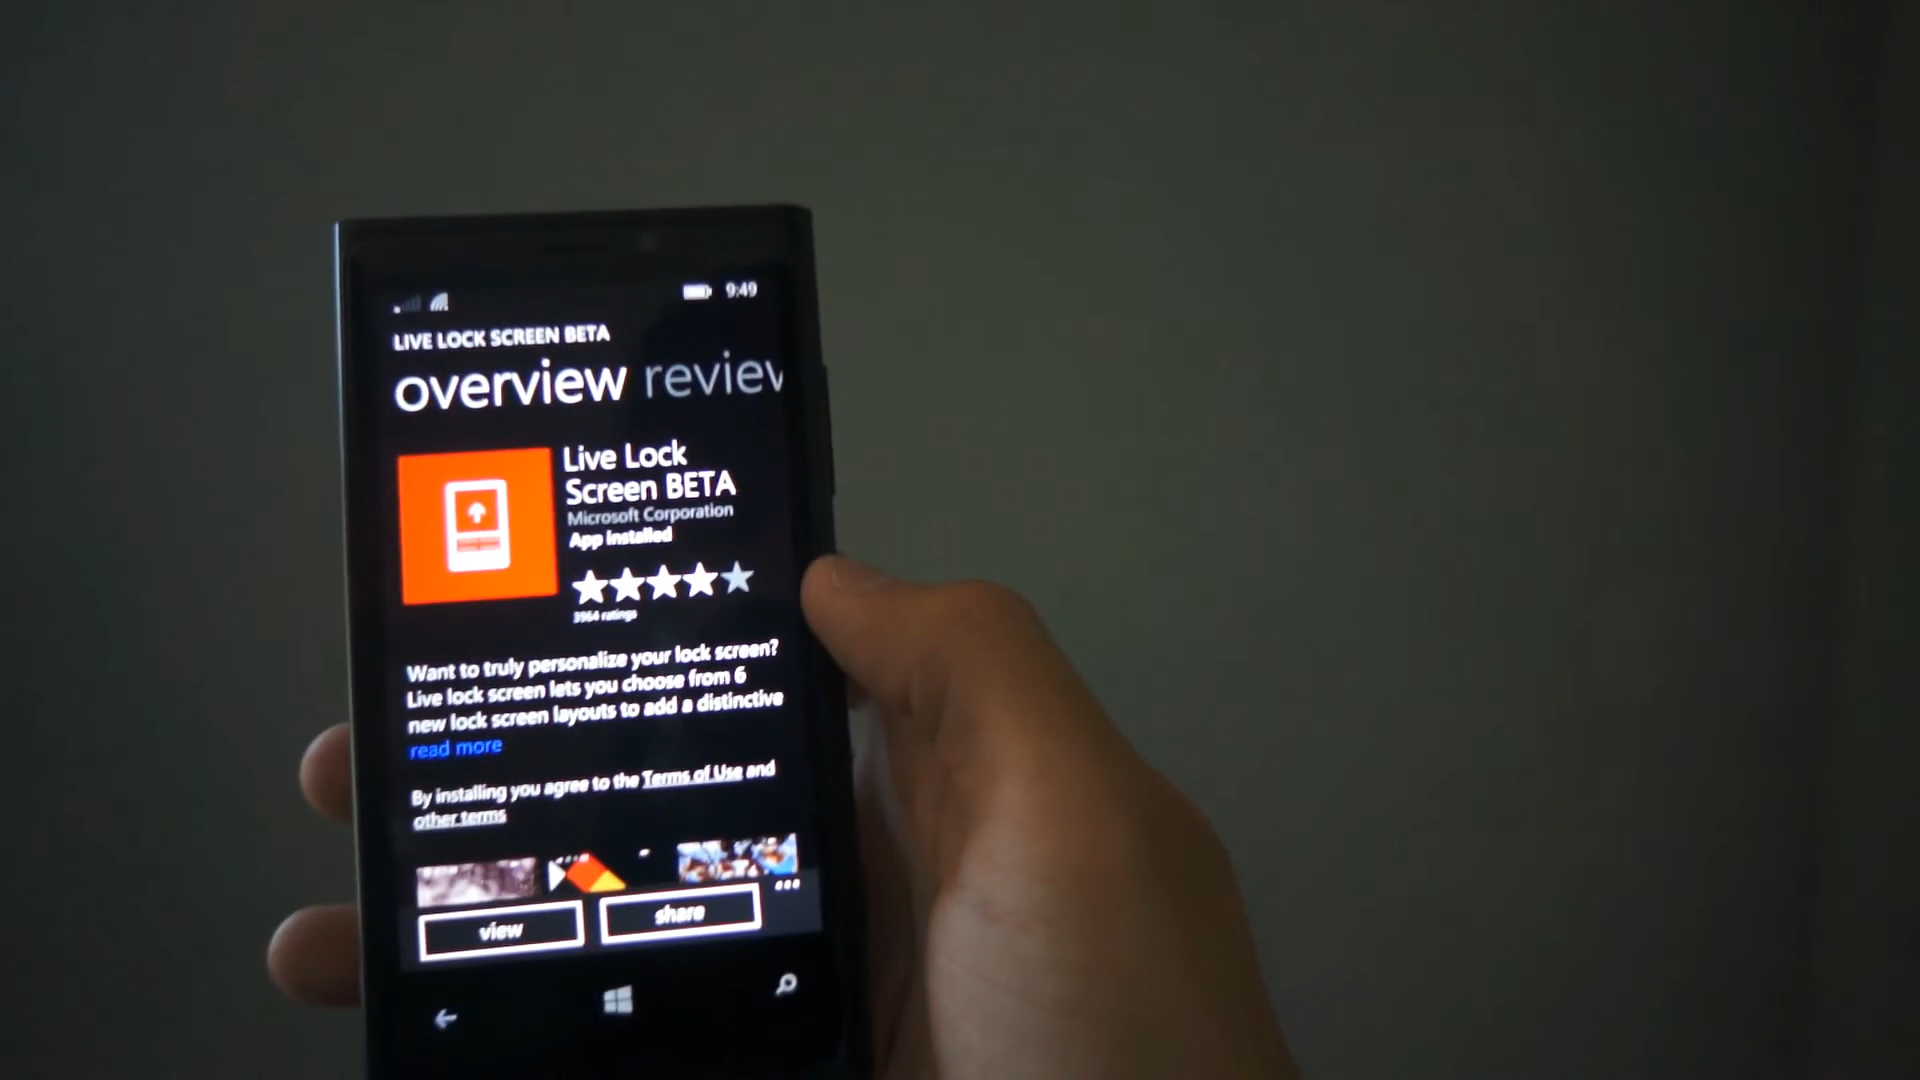 9:49
LIVE LOCK SCREEN BETA
overview review
Live Lock
Screen BETA
Microsoft Corporation
App installed
3964 ratings
Want to truly personalize your lock screen?
Live lock screen lets you choose from 6
new lock screen layouts to add a distinctive
read more
By installing you agree to the Terms of Use and
other terms
view share